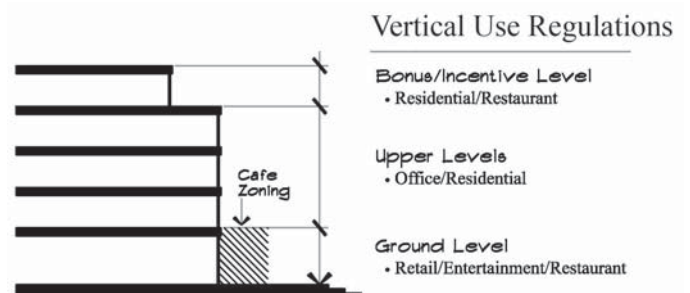 Vertical Use Regulations
Bonus/Incentive Level
• Residential/Restaurant
Upper Levels
• Office/Residential
Cafe
Zoning
Ground Level
• Retail/Entertainment/Restaurant